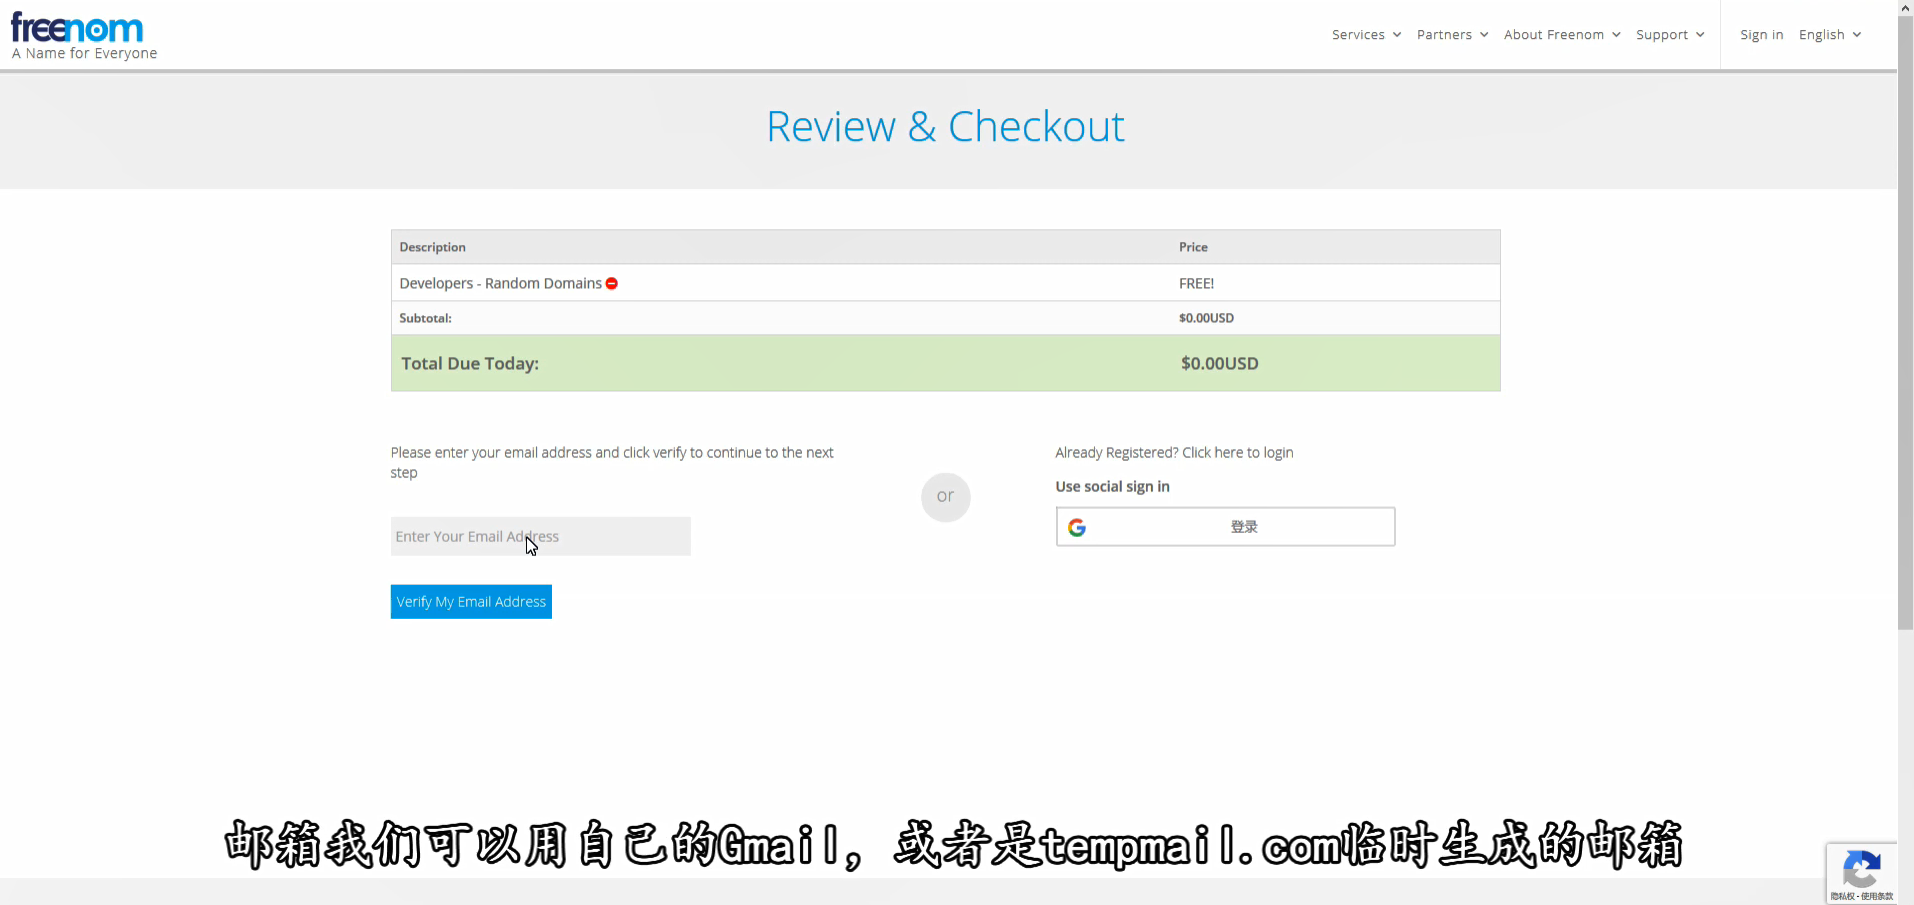 freenom
A Name for Everyone
Services Partners About Freenom Support Sign in English
Review & Checkout
Description Price
Developers - Random Domains FREE!
Subtotal: $0.00USD
Total Due Today: $0.00USD
Please enter your email address and click verify to continue to the next
step
Enter Your Email Address
Verify My Email Address
or
Already Registered? Click here to login
Use social sign in
登录
邮箱我们可以用自己的Gmail，或者是tempmail.com临时生成的邮箱
隐私权 - 使用条款